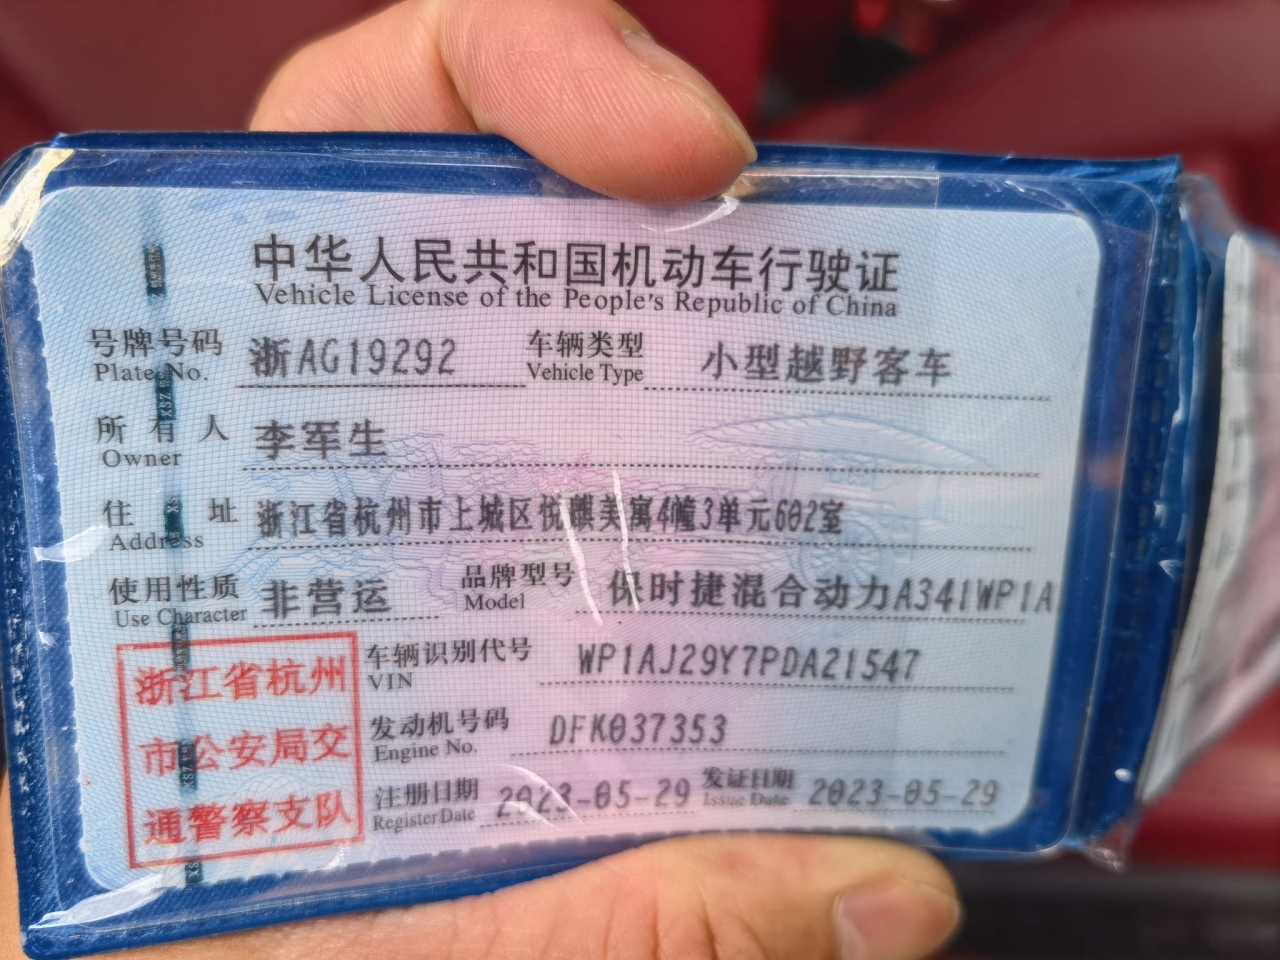 中华人民共和国机动车行驶证
Vehicle License of the People's Republic of China
号牌号码 浙AG19292 车辆类型 小型越野客车
Plate No. Vehicle Type
所有人 李军生
Owner
住址 浙江省杭州市上城区悦麒美寓4幢3单元602室
Address
使用性质 非营运 品牌型号 保时捷混合动力A341WP1A
Use Character Model
车辆识别代号 WP1AJ29Y7PDA21547
VIN
发动机号码 DFK037353
Engine No.
注册日期 2023-05-29 发证日期 2023-05-29
Register Date Issue Date
浙江省杭州
市公安局交
通警察支队